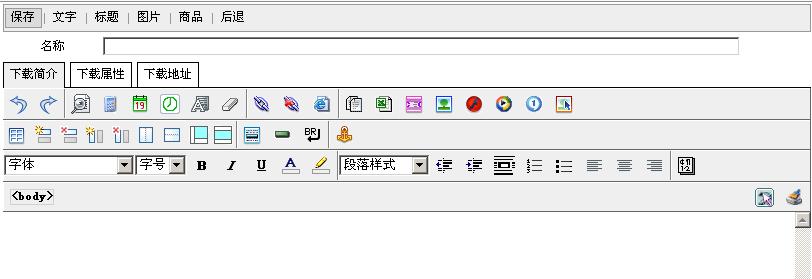 保存 | 文字 | 标题 | 图片 | 商品 | 后退
名称
下载简介 下载属性 下载地址
19
BR
字体 字号 B I U A 段落样式
<body>